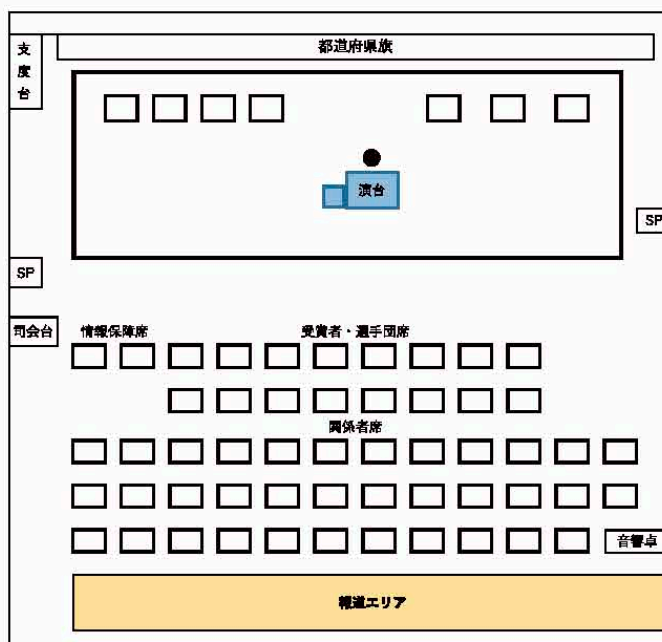 都道府県旗
支
度
台
演台
SP
SP
司会台
情報保障席
受賞者・選手団席
関係者席
音響卓
報道エリア